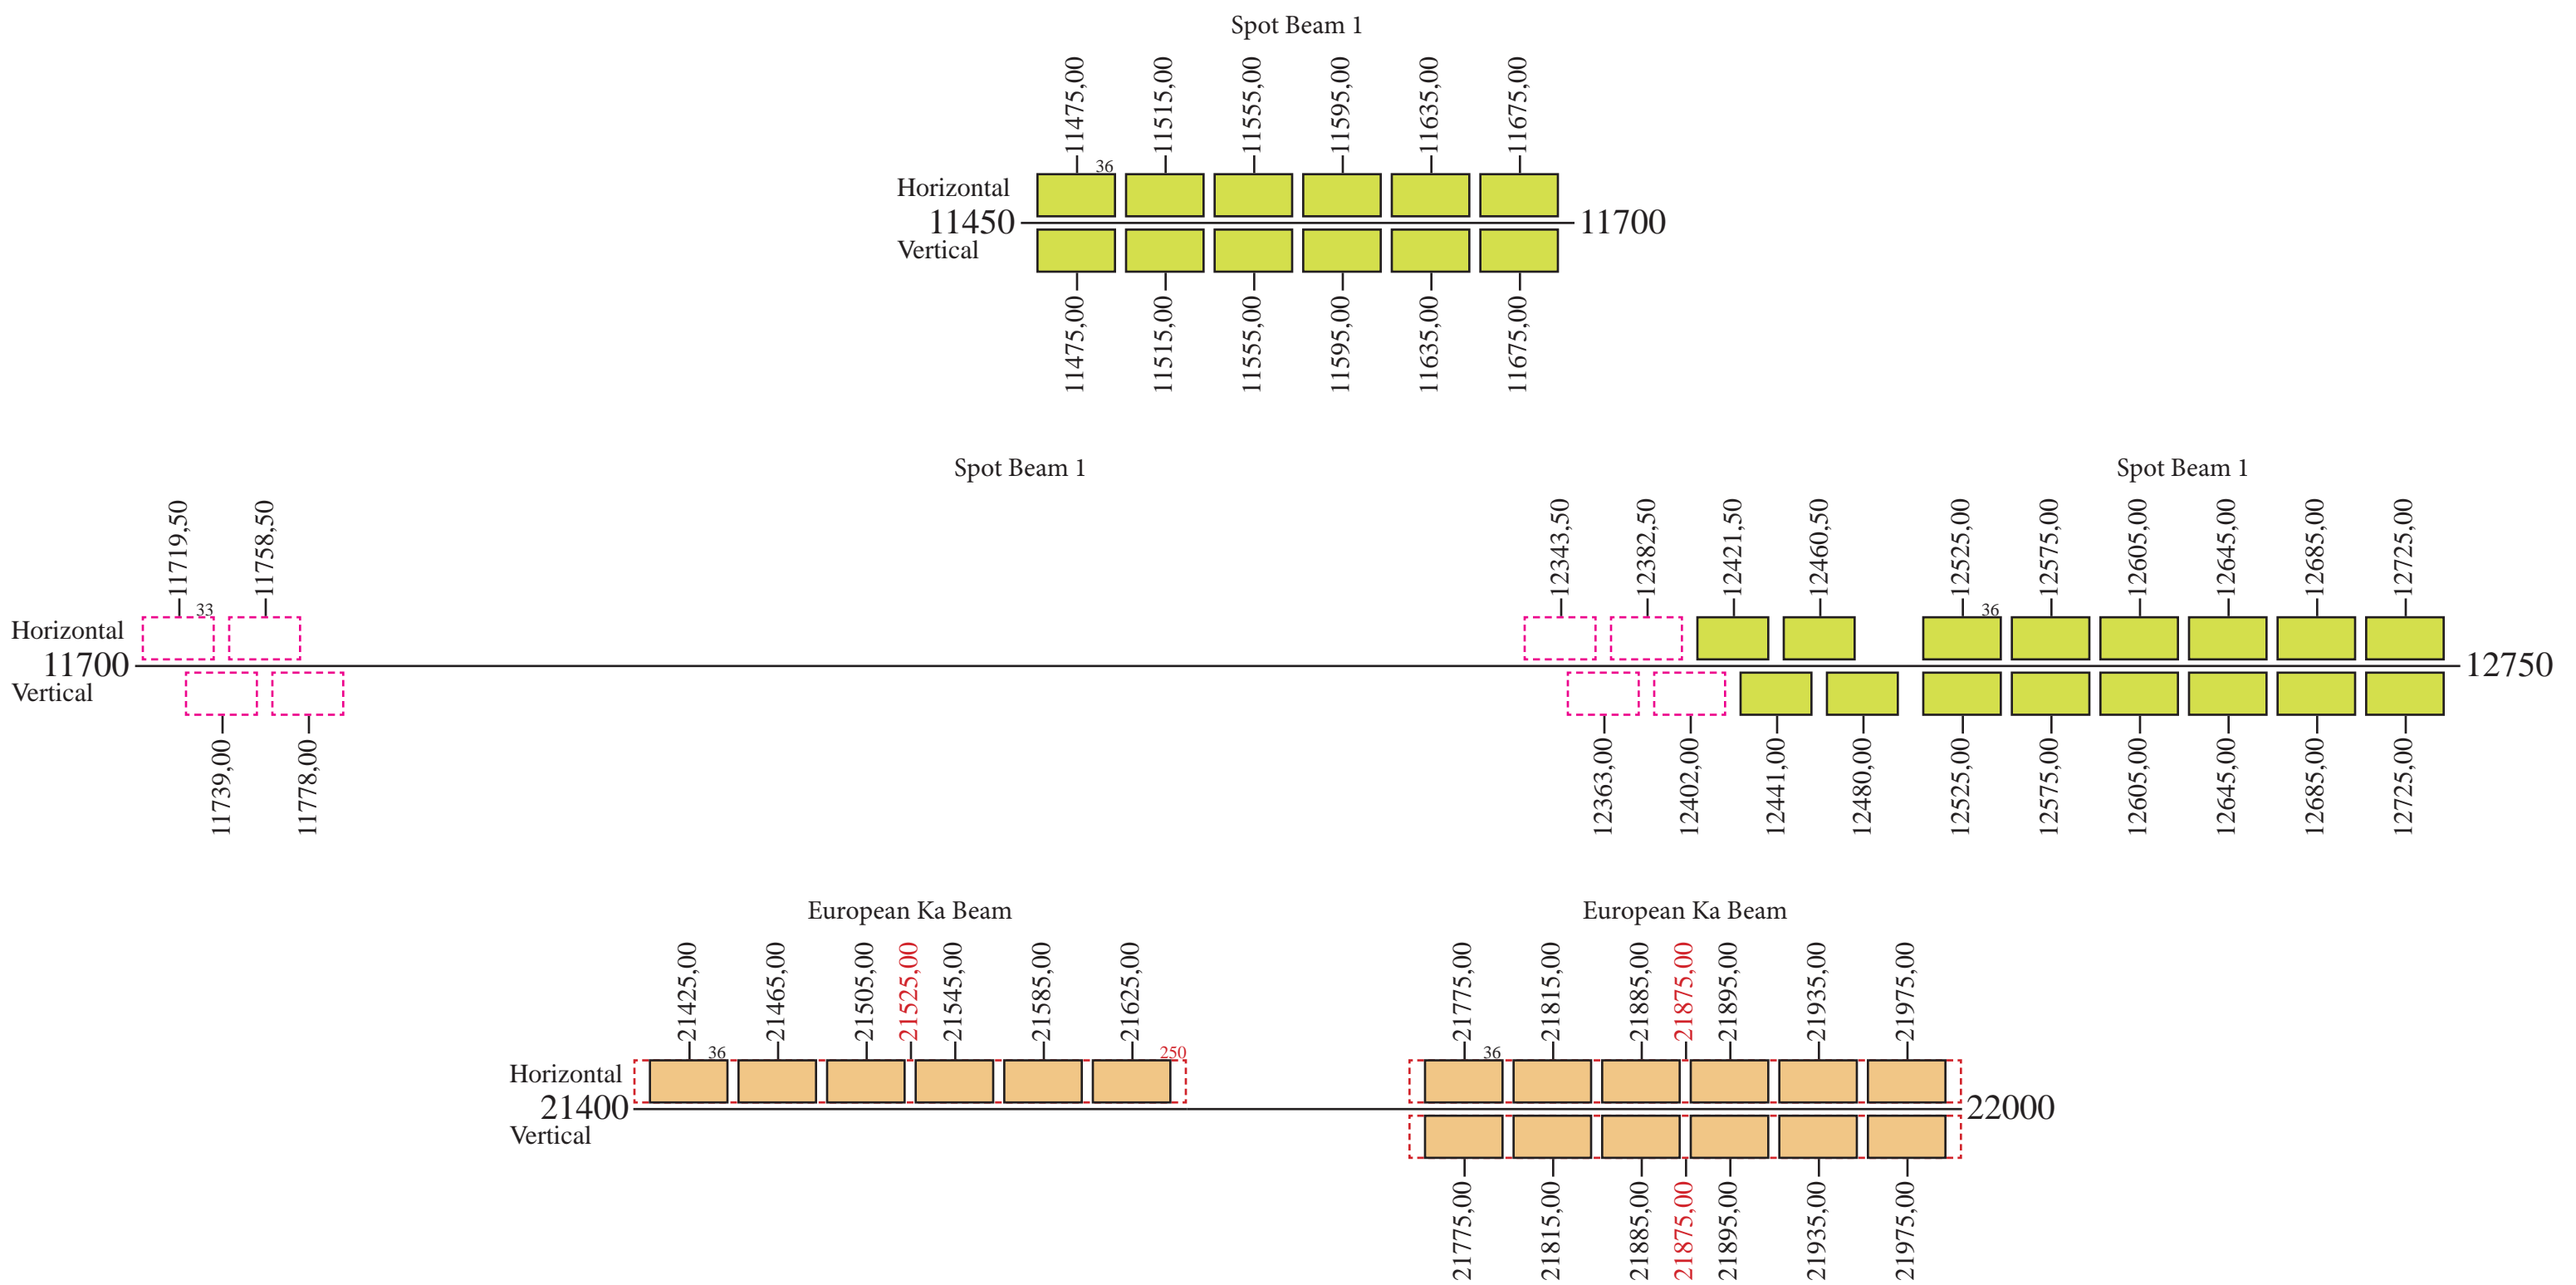 Spot Beam 1
11475,00 11515,00 11555,00 11595,00 11635,00 11675,00
36
Horizontal
11450 11700
Vertical
11475,00 11515,00 11555,00 11595,00 11635,00 11675,00
Spot Beam 1 Spot Beam 1
11719,50 11758,50 12343,50 12382,50 12421,50 12460,50 12525,00 12575,00 12605,00 12645,00 12685,00 12725,00
33 36
Horizontal
11700 12750
Vertical
11739,00 11778,00 12363,00 12402,00 12441,00 12480,00 12525,00 12575,00 12605,00 12645,00 12685,00 12725,00
European Ka Beam European Ka Beam
21425,00 21465,00 21505,00 21525,00 21545,00 21585,00 21625,00 21775,00 21815,00 21885,00 21875,00 21895,00 21935,00 21975,00
36 250 36
Horizontal
21400 22000
Vertical
21775,00 21815,00 21885,00 21875,00 21895,00 21935,00 21975,00